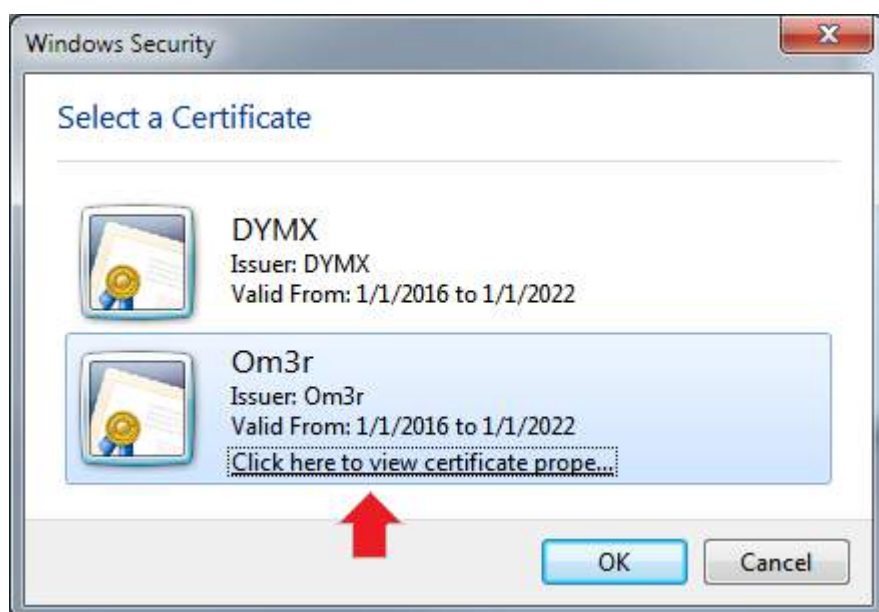 Windows Security
Select a Certificate
DYMX
Issuer: DYMX
Valid From: 1/1/2016 to 1/1/2022
Om3r
Issuer: Om3r
Valid From: 1/1/2016 to 1/1/2022
Click here to view certificate prope...
OK
Cancel